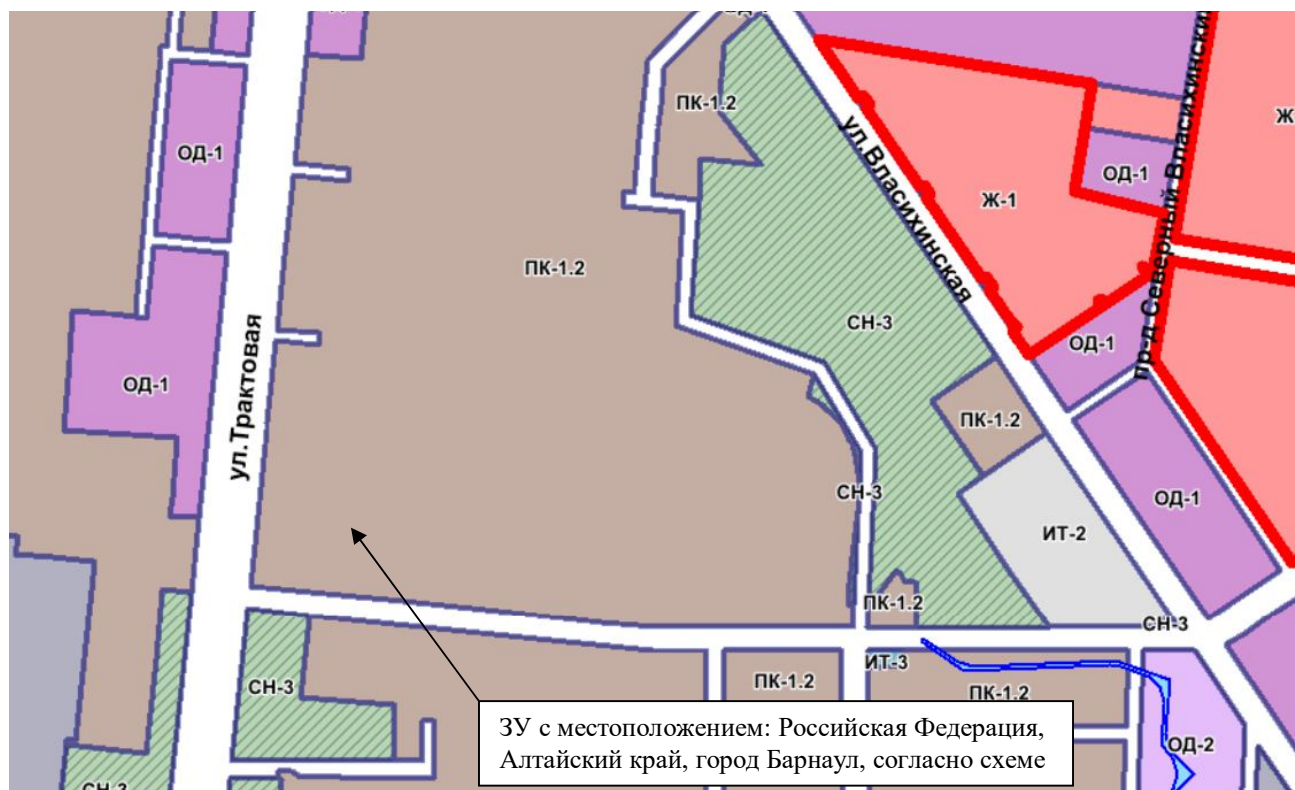 ПК-1.2
ОД-1
ул.Власихинская
ОД-1
Ж-1
пр-д Северный Власихинский
Ж
ПК-1.2
СН-3
ул.Трактовая
ОД-1
ОД-1
ПК-1.2
СН-3
ОД-1
ИТ-2
ПК-1.2
СН-3
ИТ-3
СН-3
ПК-1.2
ПК-1.2
ОД-2
ЗУ с местоположением: Российская Федерация,
Алтайский край, город Барнаул, согласно схеме
СН-3